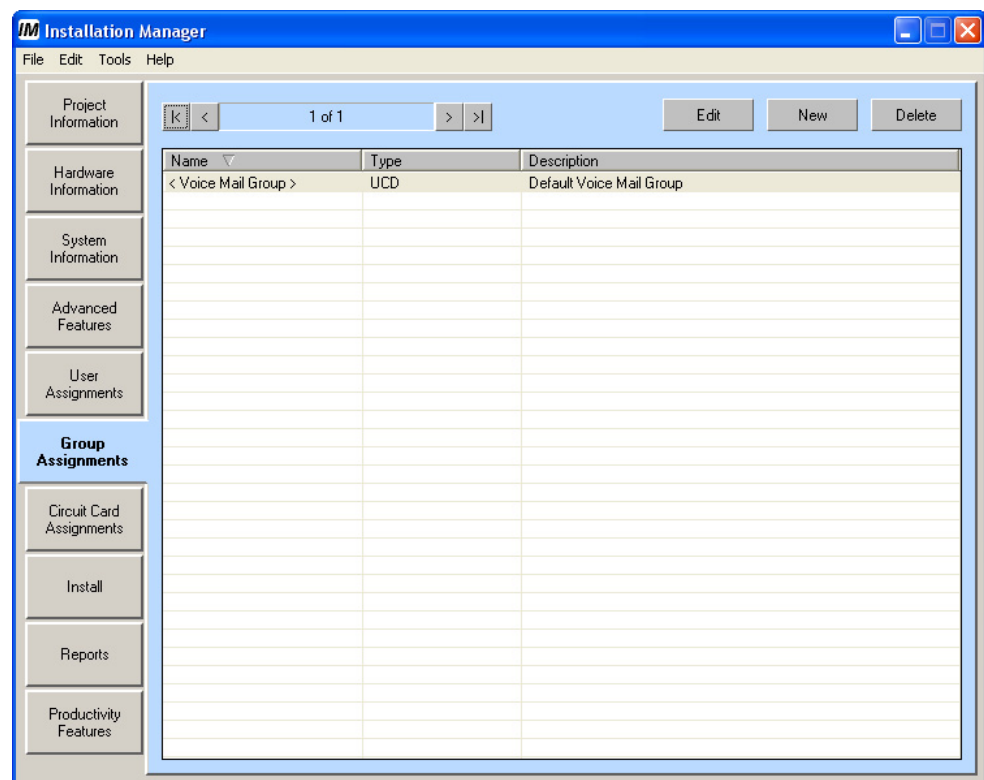 IM Installation Manager
File Edit Tools Help
Project
Information
Hardware
Information
System
Information
Advanced
Features
User
Assignments
Group
Assignments
Circuit Card
Assignments
Install
Reports
Productivity
Features
|< < 1 of 1 > >| Edit New Delete
Name Type Description
< Voice Mail Group > UCD Default Voice Mail Group